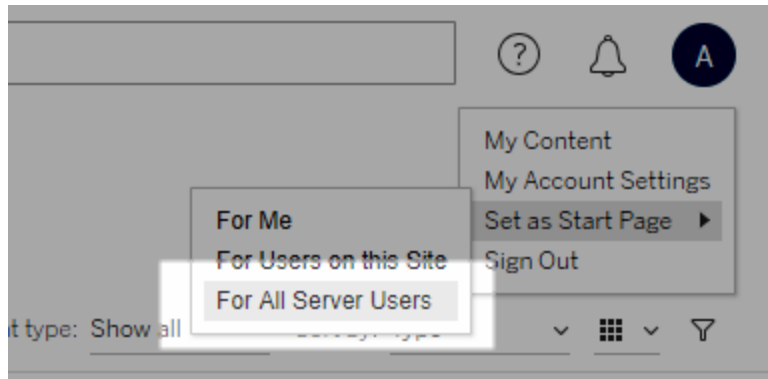 A
My Content
My Account Settings
Set as Start Page
Sign Out
For Me
For Users on this Site
For All Server Users
t type: Show all